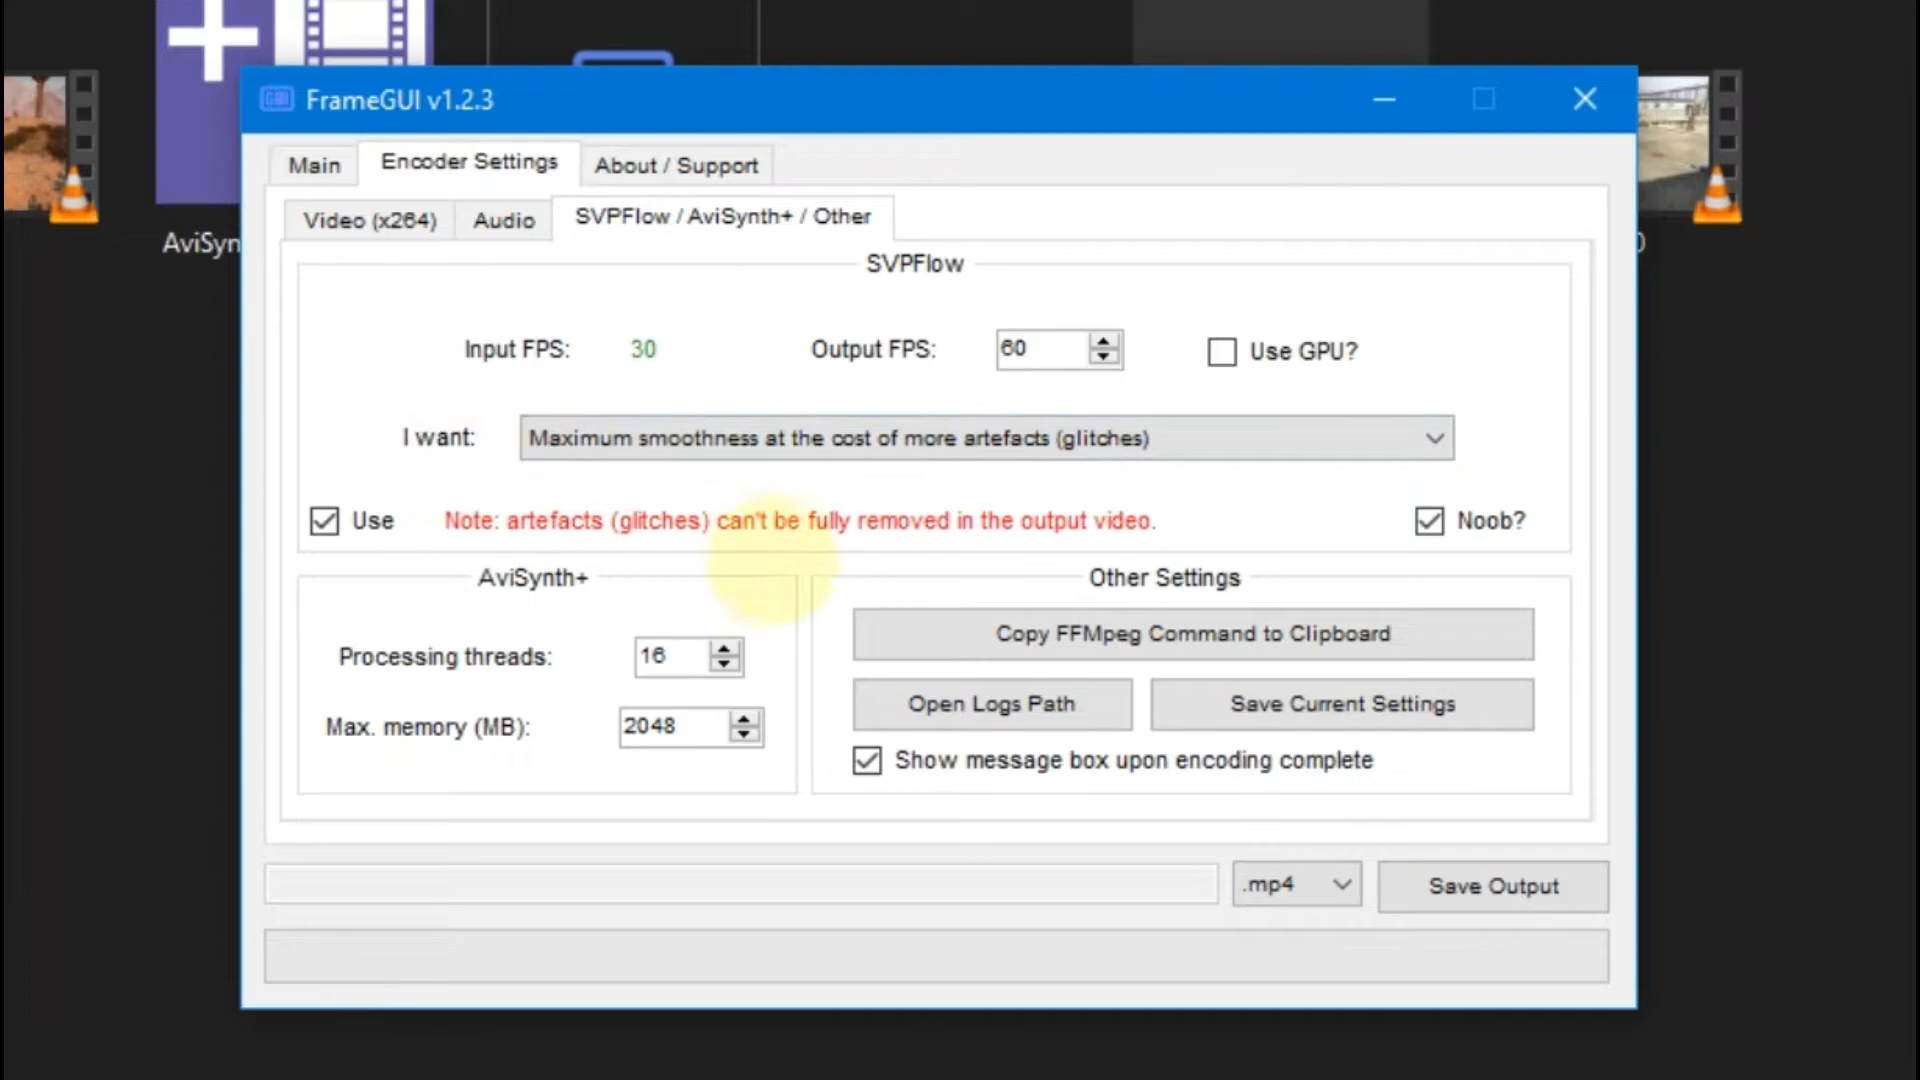 FrameGUI v1.2.3
Main Encoder Settings About / Support
Video (x264) Audio SVPFlow / AviSynth+ / Other
AviSyn
SVPFlow
Input FPS: 30 Output FPS: 60 Use GPU?
I want: Maximum smoothness at the cost of more artefacts (glitches)
Use Note: artefacts (glitches) can't be fully removed in the output video. Noob?
AviSynth+ Other Settings
Copy FFMpeg Command to Clipboard
Processing threads: 16
Open Logs Path Save Current Settings
Max. memory (MB): 2048
Show message box upon encoding complete
.mp4 Save Output